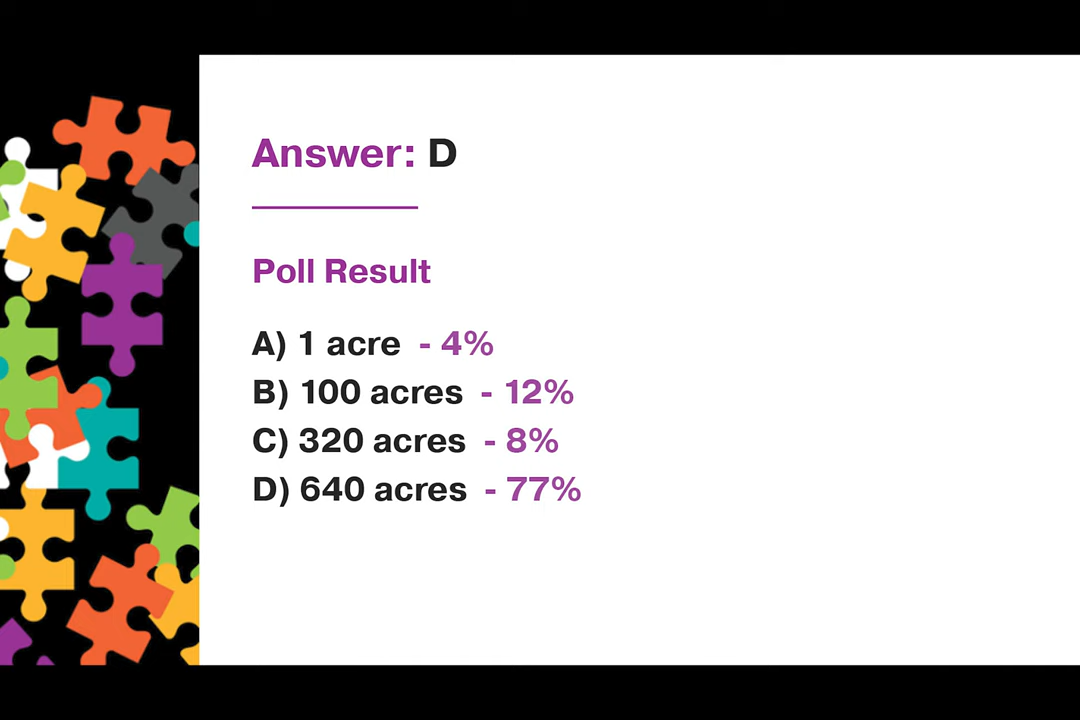 Answer: D
Poll Result
A) 1 acre - 4%
B) 100 acres - 12%
C) 320 acres - 8%
D) 640 acres - 77%